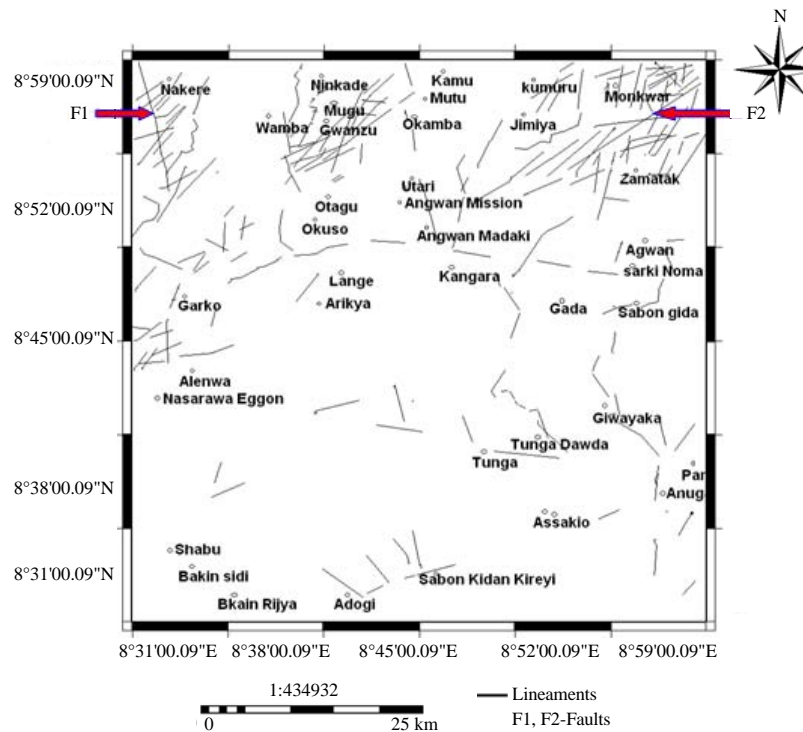 N
8°59'00.09"N
8°52'00.09"N
8°45'00.09"N
8°38'00.09"N
8°31'00.09"N
F1
F2
Nakere
Ninkade
Kamu
kumuru
Mutu
Monkwar
Mugu
Wamba
Gwanzu
Okamba
Jimiya
Zamatak
Utari
Otagu
Angwan Mission
Okuso
Angwan Madaki
Agwan
sarki Noma
Lange
Kangara
Garko
Arikya
Gada
Sabon gida
Alenwa
Nasarawa Eggon
Giwayaka
Tunga Dawda
Tunga
Pan
Anuga
Assakio
Shabu
Bakin sidi
Sabon Kidan Kireyi
Bkain Rijya
Adogi
8°31'00.09"E
8°38'00.09"E
8°45'00.09"E
8°52'00.09"E
8°59'00.09"E
1:434932
0
25 km
Lineaments
F1, F2-Faults